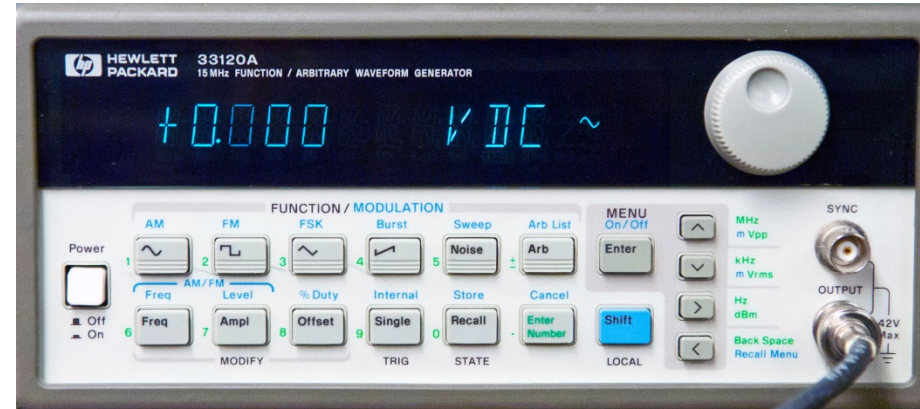 hp HEWLETT PACKARD 33120A
15 MHz FUNCTION / ARBITRARY WAVEFORM GENERATOR
+0.000 VDC ~
FUNCTION / MODULATION
MENU
SYNC
AM FM FSK Burst Sweep Arb List On/Off
Power
1 2 3 4 5 Noise ± Arb Enter
MHz
m Vpp
kHz
m Vrms
AM/FM
Freq Level % Duty Internal Store Cancel
Off
On
6 Freq 7 Ampl 8 Offset 9 Single 0 Recall . Enter Number Shift
Hz
dBm
OUTPUT
42V
Max
Back Space
Recall Menu
MODIFY TRIG STATE LOCAL